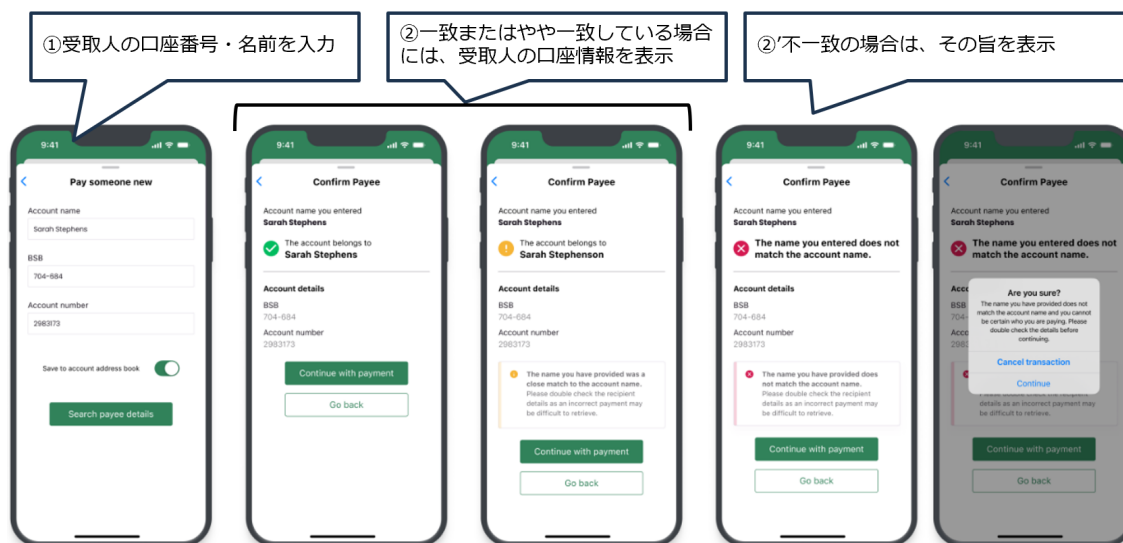 ①受取人の口座番号・名前を入力
②一致またはやや一致している場合
には、受取人の口座情報を表示
②’不一致の場合は、その旨を表示
9:41
Pay someone new
Account name
Sarah Stephens
BSB
704-684
Account number
2983173
Save to account address book
Search payee details
9:41
Confirm Payee
Account name you entered
Sarah Stephens
The account belongs to
Sarah Stephens
Account details
BSB
704-684
Account number
2983173
Continue with payment
Go back
9:41
Confirm Payee
Account name you entered
Sarah Stephens
The account belongs to
Sarah Stephenson
Account details
BSB
704-684
Account number
2983173
The name you have provided was a
close match to the account name.
Please double check the recipient
details as an incorrect payment may
be difficult to retrieve.
Continue with payment
Go back
9:41
Confirm Payee
Account name you entered
Sarah Stephens
The name you entered does not
match the account name.
Account details
BSB
704-684
Account number
2983173
The name you have provided does
not match the account name.
Please double check the recipient
details as an incorrect payment may
be difficult to retrieve.
Continue with payment
Go back
9:41
Confirm Payee
Account name you entered
Sarah Stephens
The name you entered does not
match the account name.
Are you sure?
The name you have provided does not
match the account name and you cannot
be certain who you are paying. Please
double check the details before
continuing.
Cancel transaction
Continue
BSB
details as an incorrect payment may
be difficult to retrieve.
Continue with payment
Go back